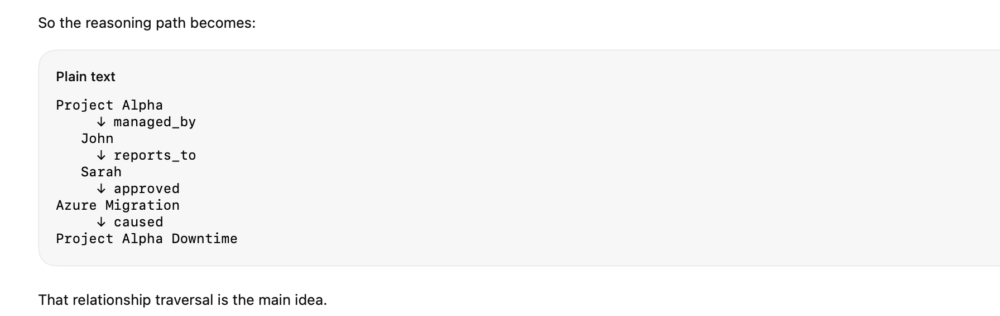 So the reasoning path becomes:
Plain text
Project Alpha
↓ managed_by
John
↓ reports_to
Sarah
↓ approved
Azure Migration
↓ caused
Project Alpha Downtime
That relationship traversal is the main idea.